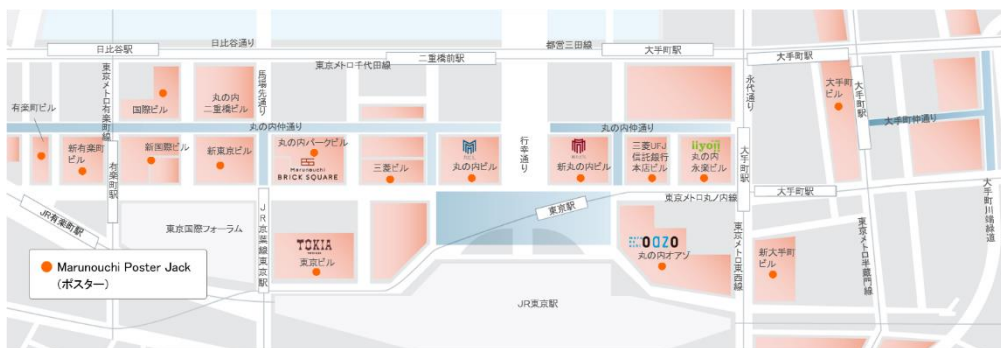 日比谷駅
日比谷通り
都営三田線
大手町駅
大手町駅
二重橋前駅
東京メトロ千代田線
東京メトロ有楽町線
国際ビル
丸の内
二重橋ビル
馬場先通り
永代通り
大手町
ビル
大手町駅
有楽町ビル
丸の内仲通り
丸の内仲通り
大手町仲通り
新有楽町
ビル
有楽町駅
新国際ビル
新東京ビル
丸の内パークビル
Marunouchi
BRICK SQUARE
三菱ビル
丸の内ビル
行幸通り
新丸の内ビル
三菱UFJ
信託銀行
本店ビル
iiyo!!
丸の内
永楽ビル
大手町駅
大手町駅
東京メトロ丸ノ内線
東京駅
JR有楽町駅
東京国際フォーラム
JR京葉線東京駅
TOKIA
東京ビル
OAZO
丸の内オアゾ
東京メトロ東西線
新大手町
ビル
東京メトロ半蔵門線
大手町川端緑道
JR東京駅
Marunouchi Poster Jack
(ポスター)